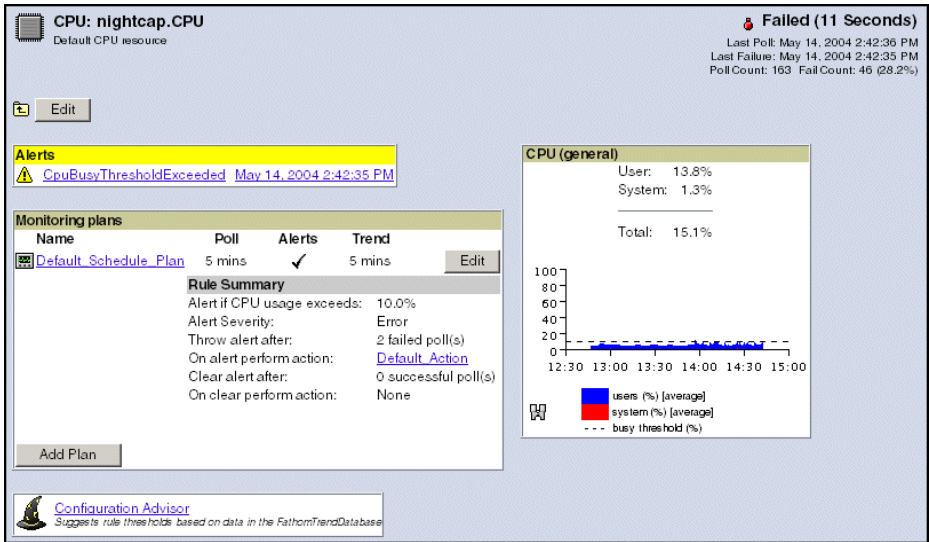 CPU: nightcap.CPU
Default CPU resource
Failed (11 Seconds)
Last Poll: May 14, 2004 2:42:36 PM
Last Failure: May 14, 2004 2:42:35 PM
Poll Count: 163 Fail Count: 46 (28.2%)
Edit
Alerts
CpuBusyThresholdExceeded May 14, 2004 2:42:35 PM
Monitoring plans
Name Poll Alerts Trend
Default_Schedule_Plan 5 mins 5 mins Edit
Rule Summary
Alert if CPU usage exceeds: 10.0%
Alert Severity: Error
Throw alert after: 2 failed poll(s)
On alert perform action: Default_Action
Clear alert after: 0 successful poll(s)
On clear perform action: None
Add Plan
Configuration Advisor
Suggests rule thresholds based on data in the FathomTrendDatabase
CPU (general)
User: 13.8%
System: 1.3%
Total: 15.1%
100
80
60
40
20
0
12:30 13:00 13:30 14:00 14:30 15:00
users (%) [average]
system (%) [average]
busy threshold (%)